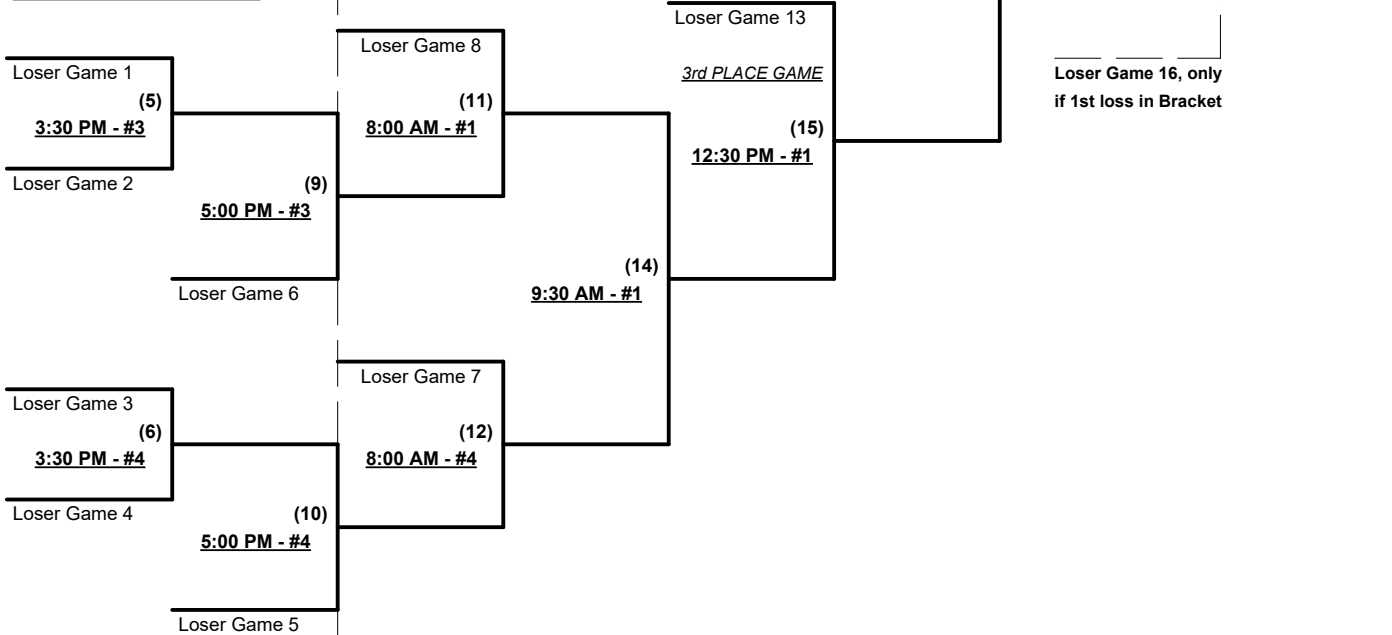 Loser Game 13
Loser Game 8
Loser Game 1
3rd PLACE GAME
Loser Game 16, only
if 1st loss in Bracket
(5)
3:30 PM - #3
(11)
8:00 AM - #1
(15)
12:30 PM - #1
Loser Game 2
(9)
5:00 PM - #3
(14)
9:30 AM - #1
Loser Game 6
Loser Game 7
Loser Game 3
(6)
3:30 PM - #4
(12)
8:00 AM - #4
Loser Game 4
(10)
5:00 PM - #4
Loser Game 5